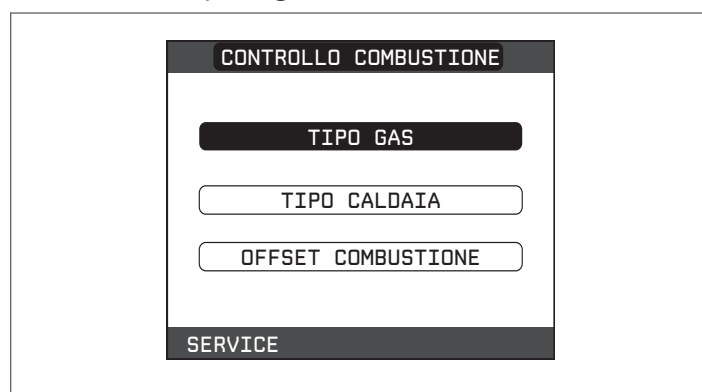 CONTROLLO COMBUSTIONE
TIPO GAS
TIPO CALDAIA
OFFSET COMBUSTIONE
SERVICE